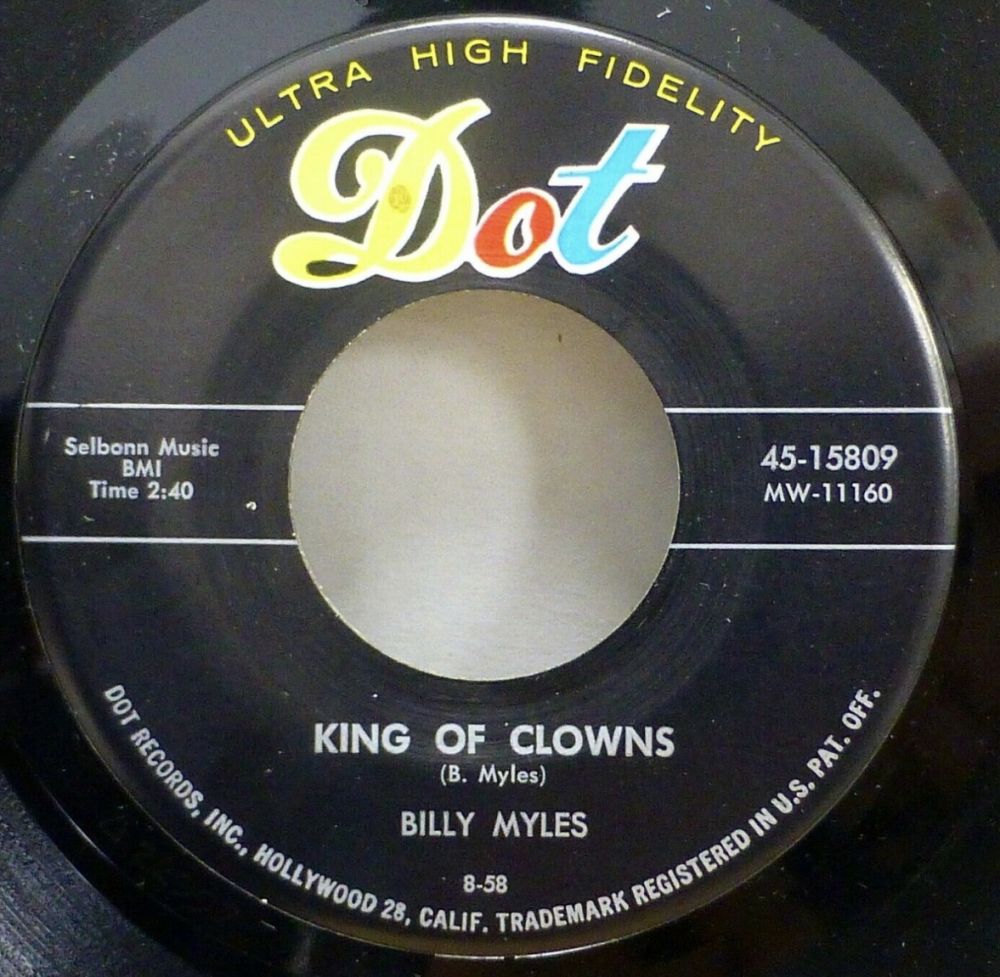 ULTRA HIGH FIDELITY
Dot
Selbonn Music
BMI
Time 2:40
45-15809
MW-11160
KING OF CLOWNS
(B. Myles)
BILLY MYLES
8-58
DOT RECORDS, INC., HOLLYWOOD 28, CALIF. TRADEMARK REGISTERED IN U.S. PAT. OFF.